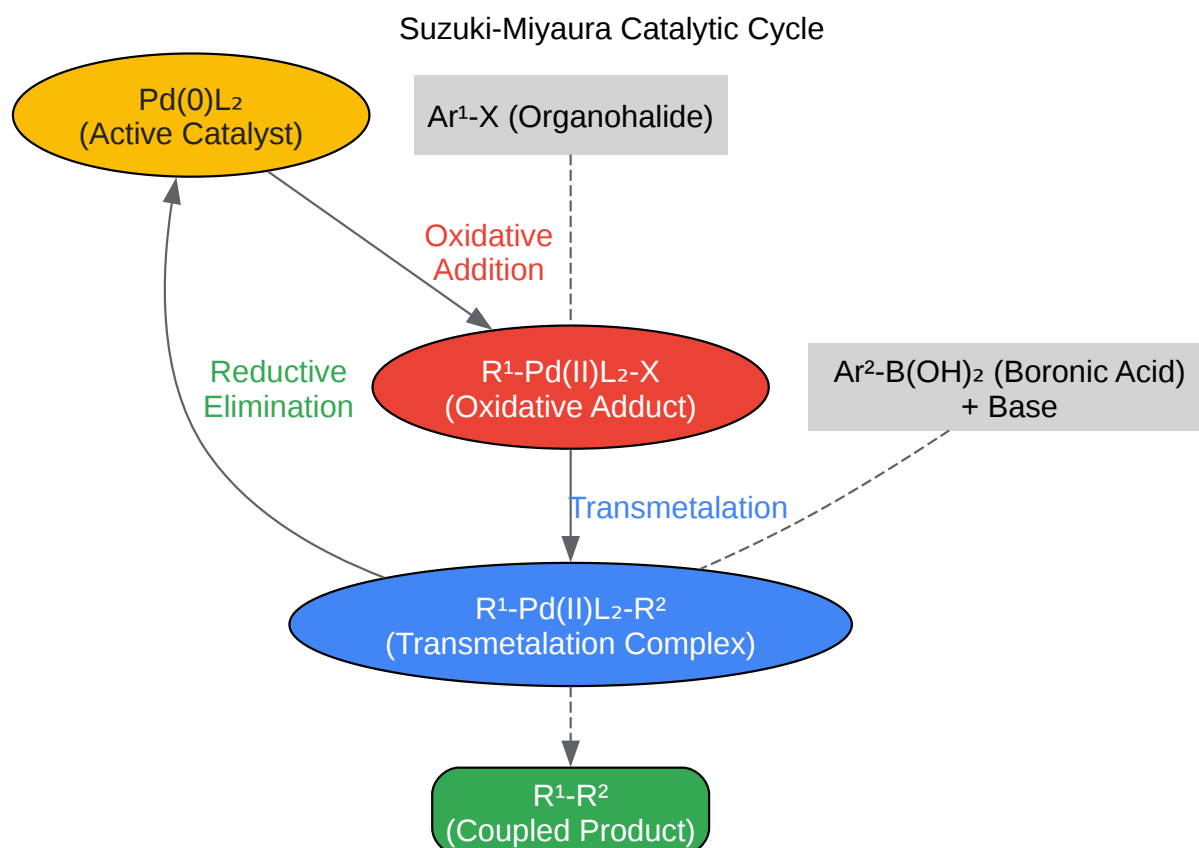 Suzuki-Miyaura Catalytic Cycle
Pd(0)L₂
(Active Catalyst)
Ar¹-X (Organohalide)
Oxidative
Addition
Reductive
Elimination
R¹-Pd(II)L₂-X
(Oxidative Adduct)
Ar²-B(OH)₂ (Boronic Acid)
+ Base
Transmetalation
R¹-Pd(II)L₂-R²
(Transmetalation Complex)
R¹-R²
(Coupled Product)